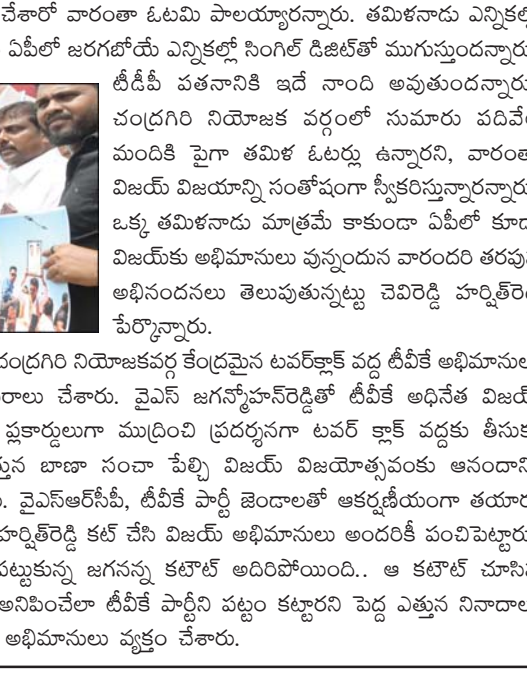 చేశారో వారంతా ఓటమి పాలయ్యారన్నారు. తమిళనాడు ఎన్నికల్లో
ఏపీలో జరగబోయే ఎన్నికల్లో సింగిల్ డిజిట్‌తో ముగుస్తుందన్నారు
టీడీపీ పతనానికి ఇదే నాంది అవుతుందన్నారు
చంద్రగిరి నియోజక వర్గంలో సుమారు పదివేల
మందికి పైగా తమిళ ఓటర్లు ఉన్నారని, వారంతా
విజయ్ విజయాన్ని సంతోషంగా స్వీకరిస్తున్నారన్నారు
ఒక్క తమిళనాడు మాత్రమే కాకుండా ఏపీలో కూడ
విజయ్‌కు అభిమానులు వున్నందున వారందరి తరపున
అభినందనలు తెలుపుతున్నట్టు చెవిరెడ్డి హర్షిత్‌రె
పేర్కొన్నారు.
చంద్రగిరి నియోజకవర్గ కేంద్రమైన టవర్‌క్లాక్ వద్ద టీవీకే అభిమానుల
రాలు చేశారు. వైఎస్ జగన్మోహన్‌రెడ్డితో టీవీకే అధినేత విజయ్
ప్లకార్డులుగా ముద్రించి ప్రదర్శనగా టవర్ క్లాక్ వద్దకు తీసుక
త్తున బాణా సంచా పేల్చి విజయ్ విజయోత్సవంకు ఆనందాని
. వైఎస్ఆర్‌సీపీ, టీవీకే పార్టీ జెండాలతో ఆకర్షణీయంగా తయార
హర్షిత్‌రెడ్డి కట్ చేసి విజయ్ అభిమానులు అందరికీ పంచిపెట్టారు
పట్టుకున్న జగనన్న కటౌట్ అదిరిపోయింది.. ఆ కటౌట్ చూసి
అనిపించేలా టీవీకే పార్టీని పట్టం కట్టారని పెద్ద ఎత్తున నినాదాల
అభిమానులు వ్యక్తం చేశారు.